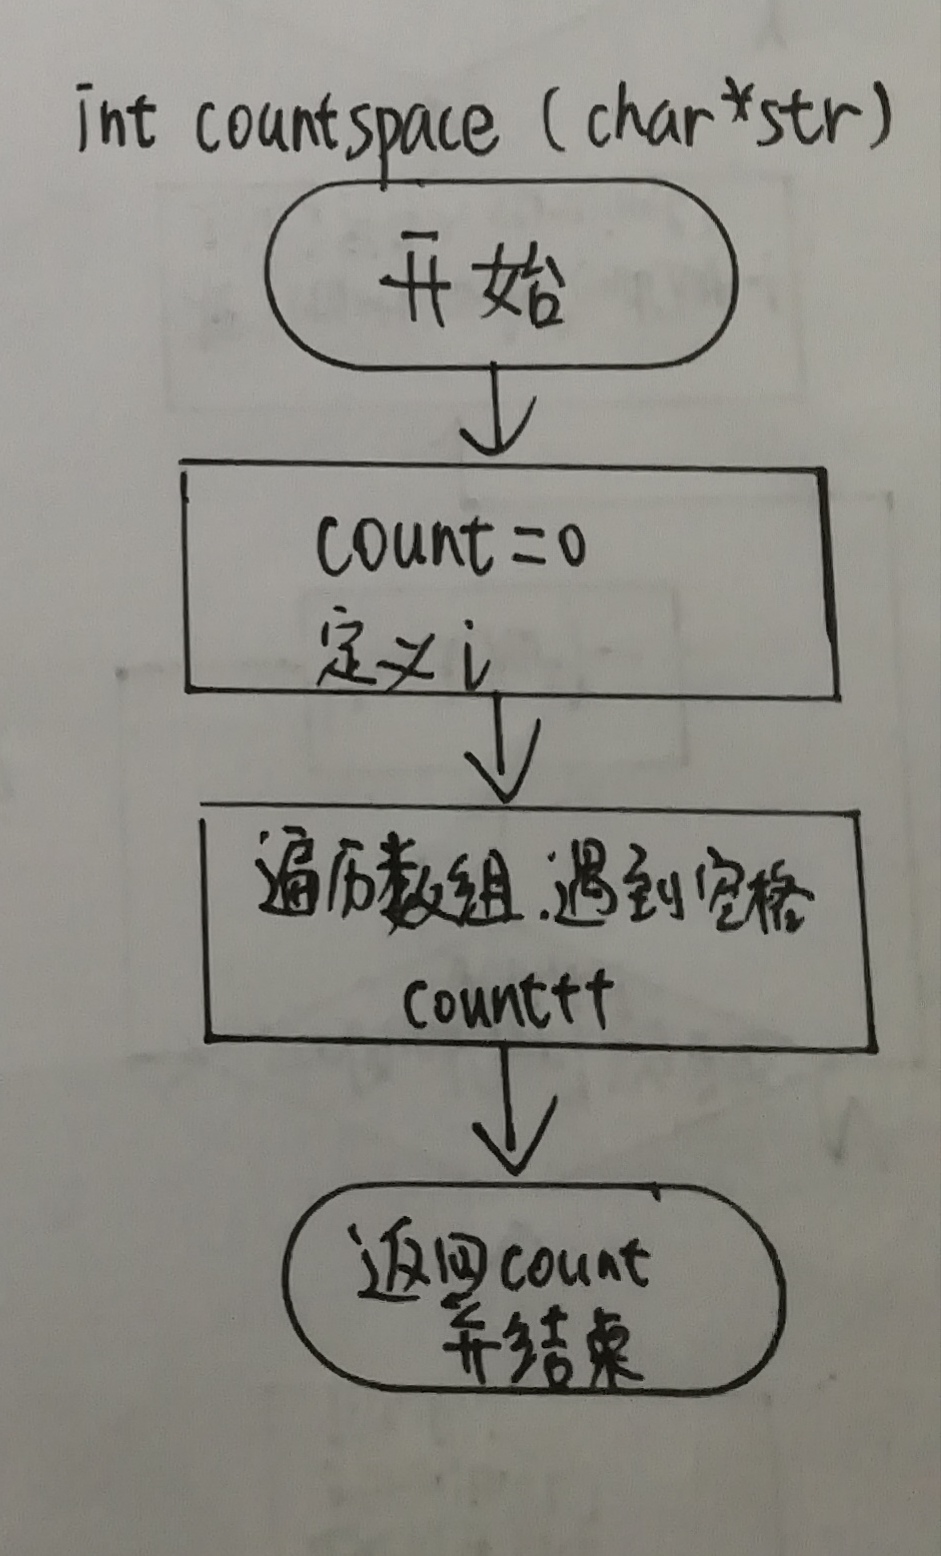 int countspace (char*str)
开始
count=0
定义i
遍历数组.遇到空格
count++
返回count
并结束